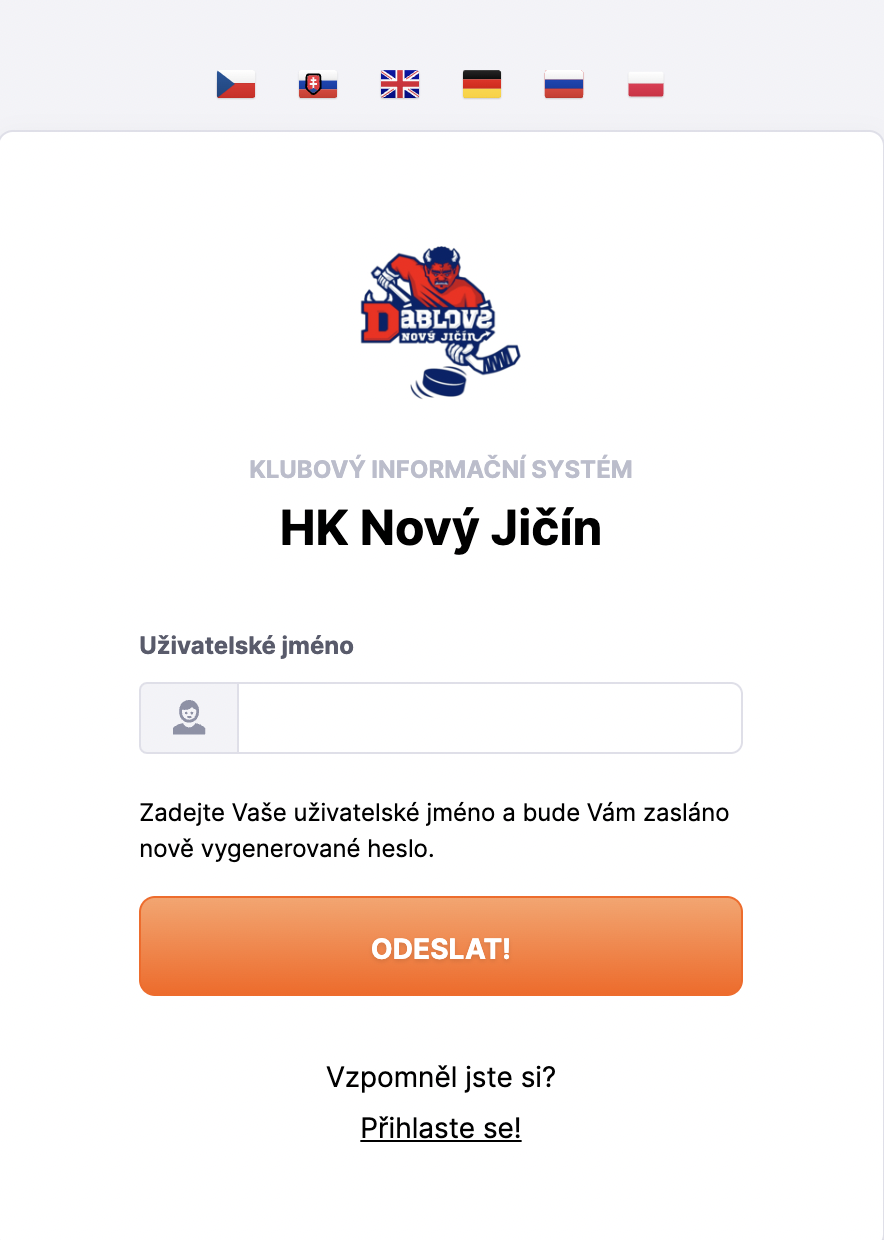 ĎÁBLOVÉ
NOVÝ JIČÍN
KLUBOVÝ INFORMAČNÍ SYSTÉM
HK Nový Jičín
Uživatelské jméno
Zadejte Vaše uživatelské jméno a bude Vám zasláno
nově vygenerované heslo.
ODESLAT!
Vzpomněl jste si?
Přihlaste se!